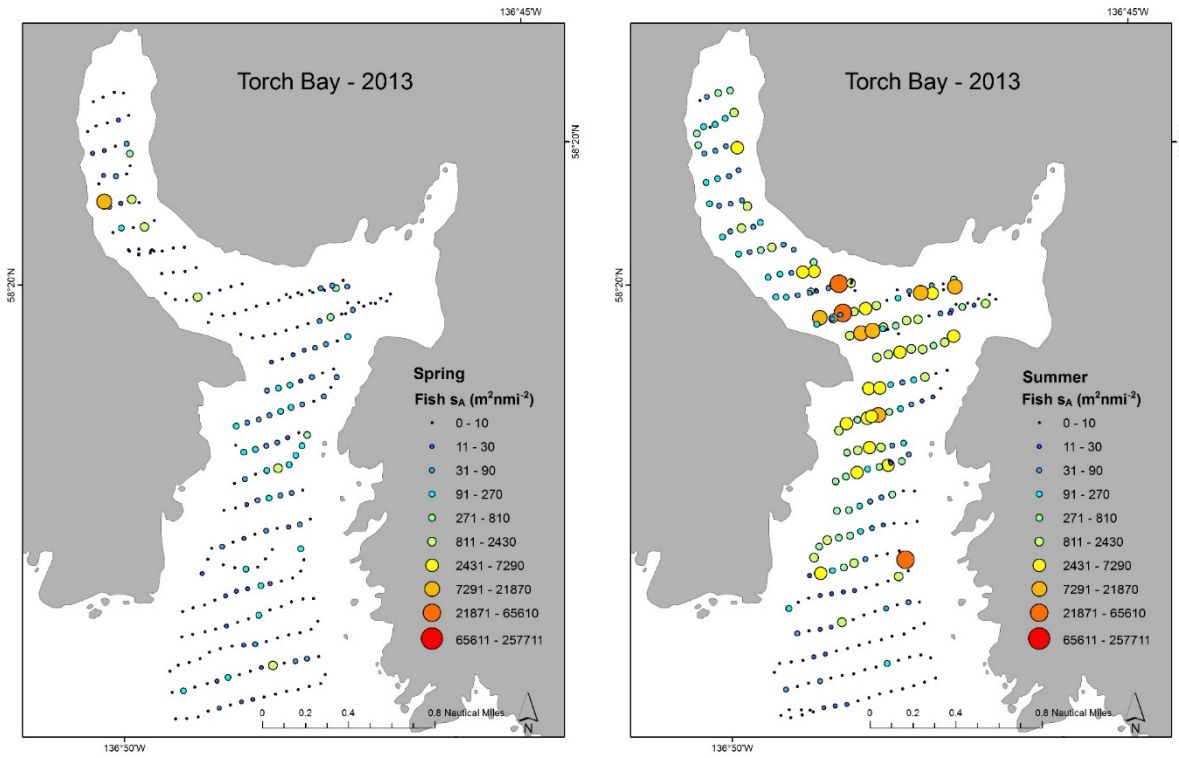 136°45'W
136°45'W
Torch Bay - 2013
Torch Bay - 2013
58°20'N
58°20'N
58°20'N
Spring
Fish sA (m²nmi⁻²)
0 - 10
11 - 30
31 - 90
91 - 270
271 - 810
811 - 2430
2431 - 7290
7291 - 21870
21871 - 65610
65611 - 257711
Summer
Fish sA (m²nmi⁻²)
0 - 10
11 - 30
31 - 90
91 - 270
271 - 810
811 - 2430
2431 - 7290
7291 - 21870
21871 - 65610
65611 - 257711
0 0.2 0.4 0.8 Nautical Miles
N
0 0.2 0.4 0.8 Nautical Miles
N
136°50'W
136°50'W